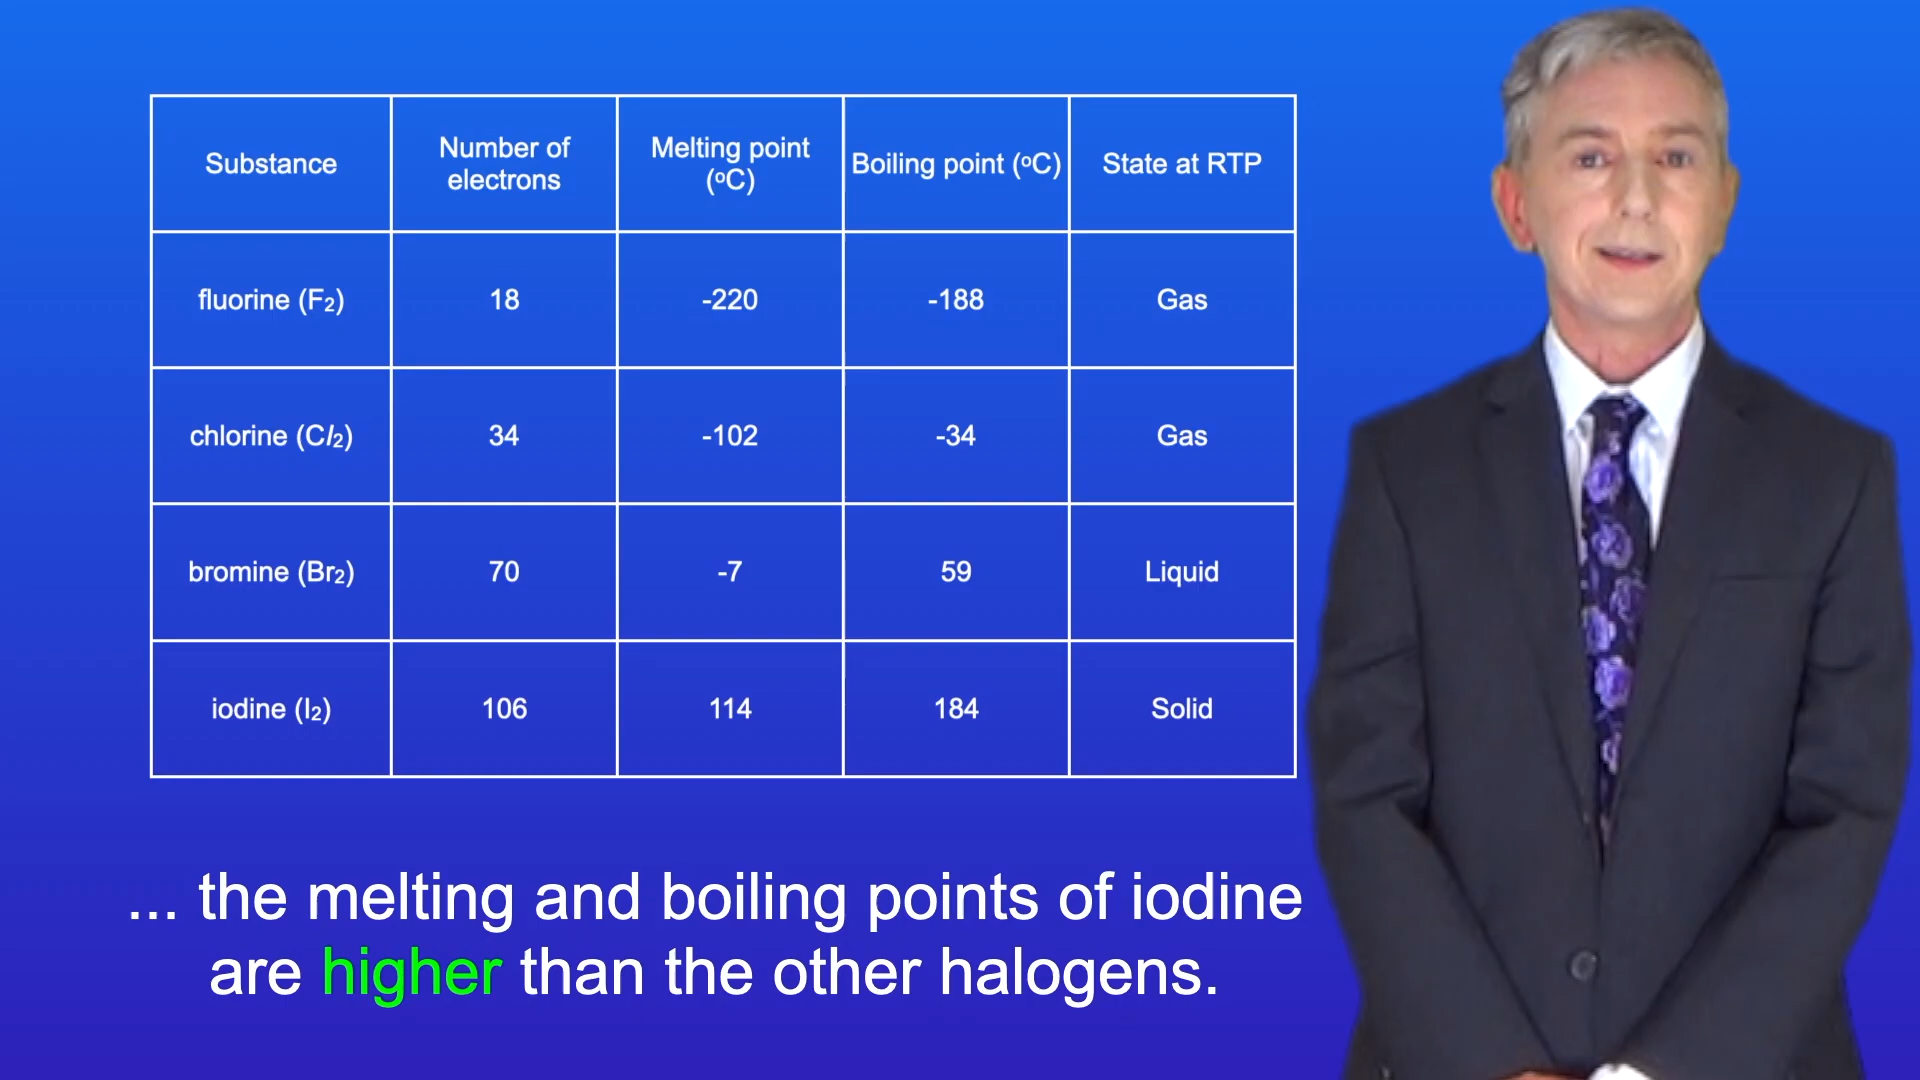 Substance
Number of
electrons
Melting point
(ºC)
Boiling point (ºC)
State at RTP
fluorine (F₂)
18
-220
-188
Gas
chlorine (Cl₂)
34
-102
-34
Gas
bromine (Br₂)
70
-7
59
Liquid
iodine (I₂)
106
114
184
Solid
... the melting and boiling points of iodine
are higher than the other halogens.